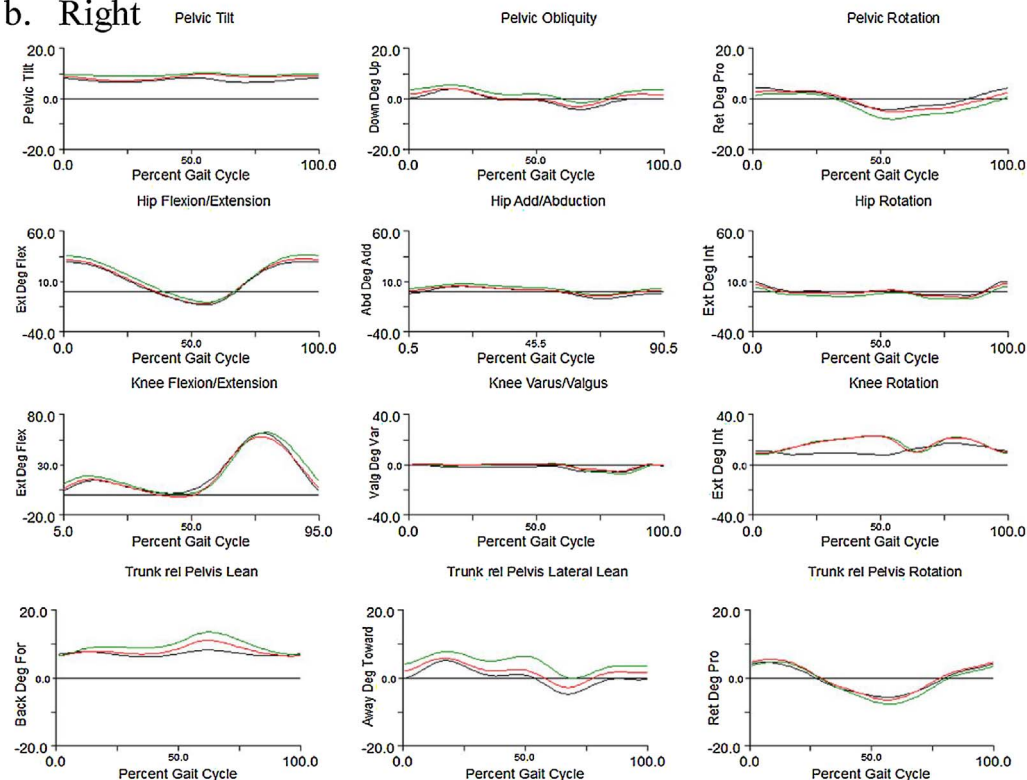 b. Right
Pelvic Tilt
20.0
Pelvic Tilt
0.0
-20.0
0.0 50.0 100.0
Percent Gait Cycle
Pelvic Obliquity
20.0
Down Deg Up
0.0
-20.0
0.0 50.0 100.0
Percent Gait Cycle
Pelvic Rotation
20.0
Ret Deg Pro
0.0
-20.0
0.0 50.0 100.0
Percent Gait Cycle
Hip Flexion/Extension
60.0
Ext Deg Flex
10.0
-40.0
0.0 50.0 100.0
Percent Gait Cycle
Hip Add/Abduction
60.0
Abd Deg Add
10.0
-40.0
0.5 45.5 90.5
Percent Gait Cycle
Hip Rotation
60.0
Ext Deg Int
10.0
-40.0
0.0 50.0 100.0
Percent Gait Cycle
Knee Flexion/Extension
80.0
Ext Deg Flex
30.0
-20.0
5.0 50.0 95.0
Percent Gait Cycle
Knee Varus/Valgus
40.0
Valg Deg Var
0.0
-40.0
0.0 50.0 100.0
Percent Gait Cycle
Knee Rotation
40.0
Ext Deg Int
0.0
-40.0
0.0 50.0 100.0
Percent Gait Cycle
Trunk rel Pelvis Lean
20.0
Back Deg For
0.0
-20.0
0.0 50.0 100.0
Percent Gait Cycle
Trunk rel Pelvis Lateral Lean
20.0
Away Deg Toward
0.0
-20.0
0.0 50.0 100.0
Percent Gait Cycle
Trunk rel Pelvis Rotation
20.0
Ret Deg Pro
0.0
-20.0
0.0 50.0 100.0
Percent Gait Cycle